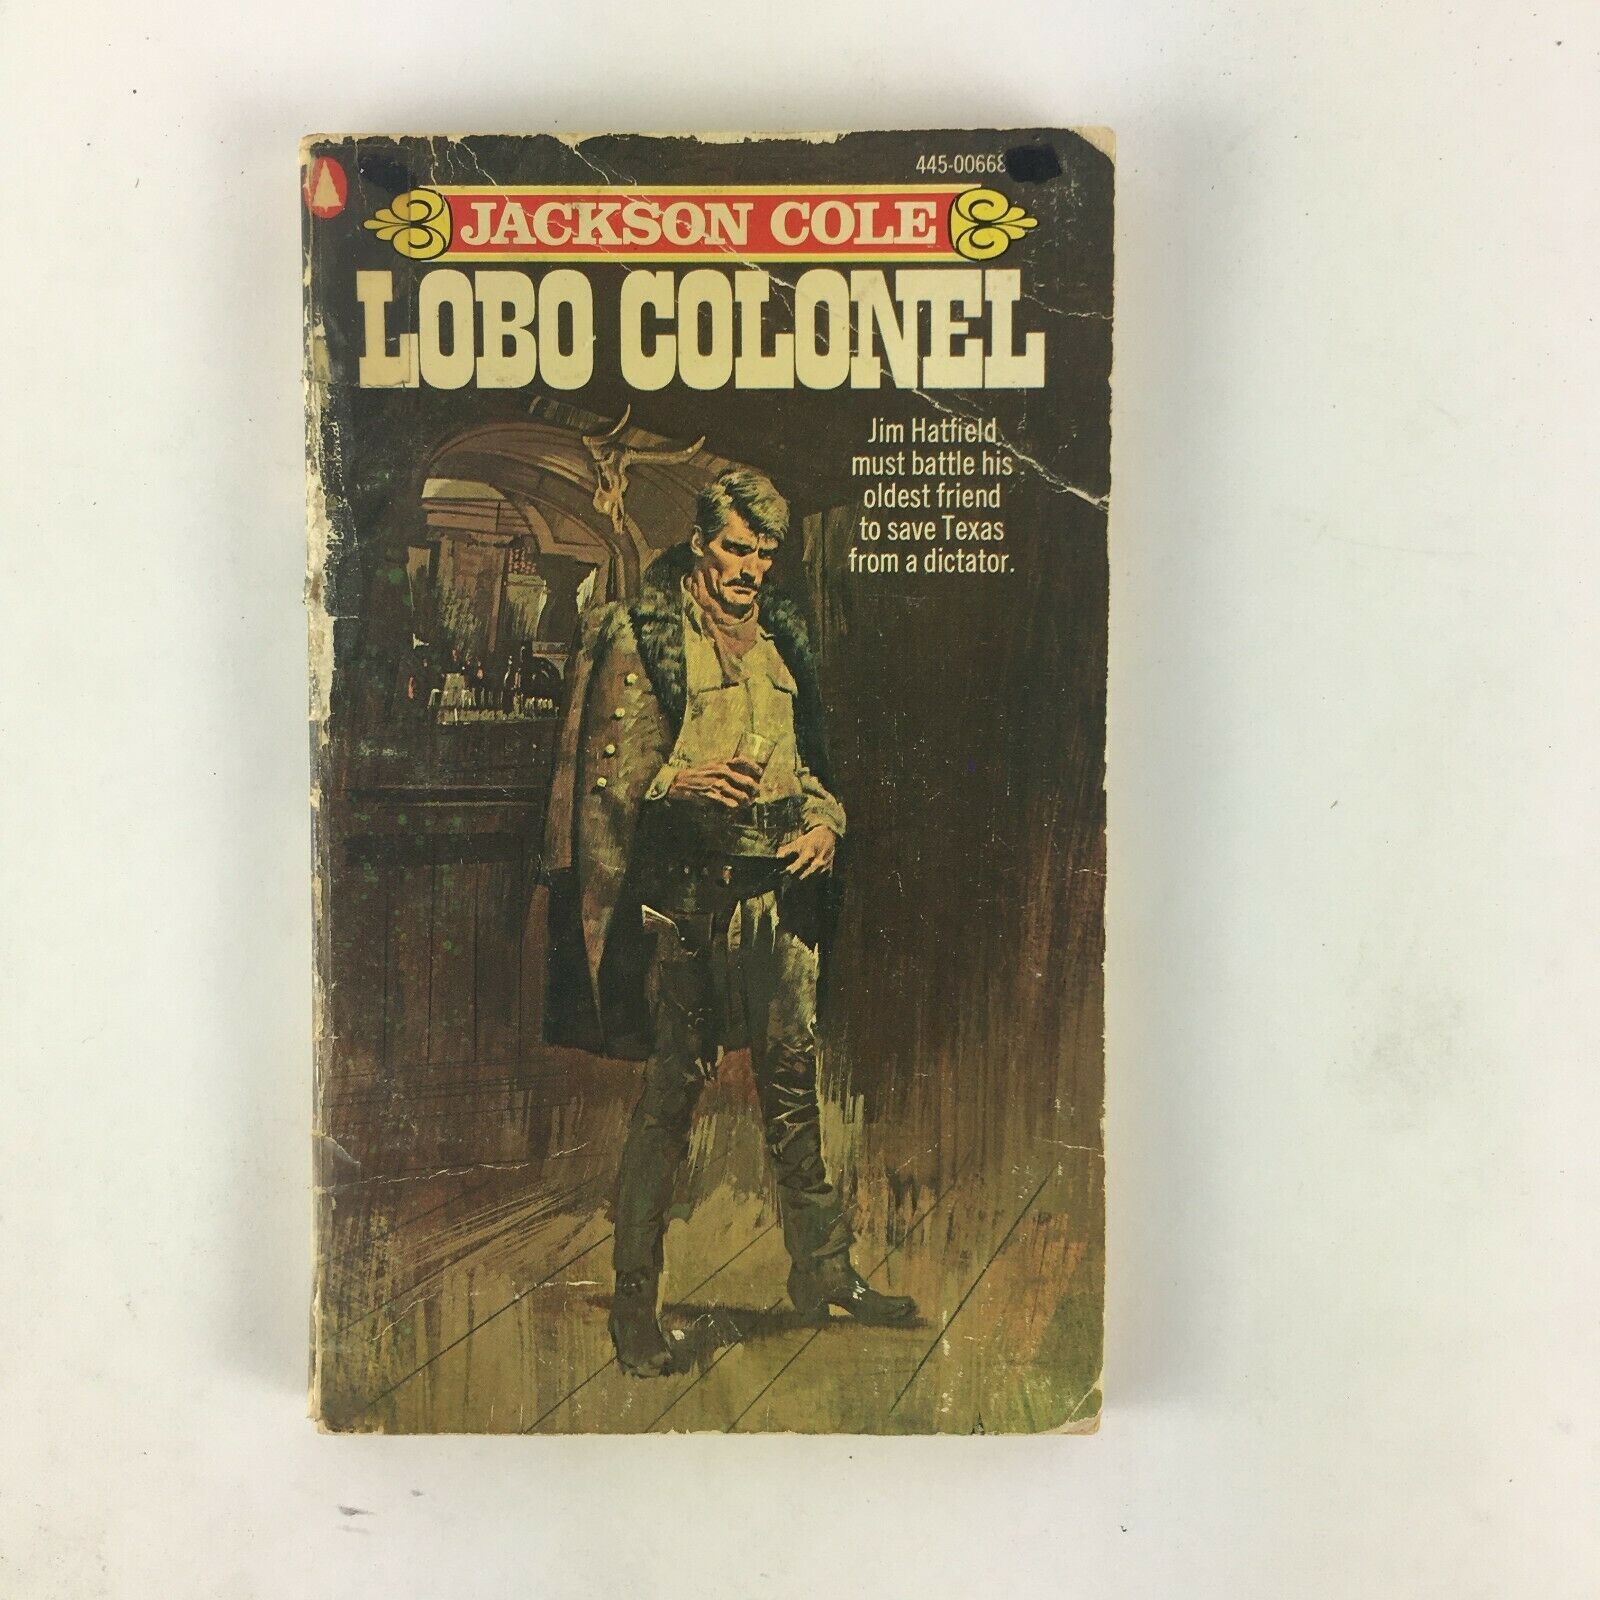 445-00668
JACKSON COLE
LOBO COLONEL
Jim Hatfield
must battle his
oldest friend
to save Texas
from a dictator.